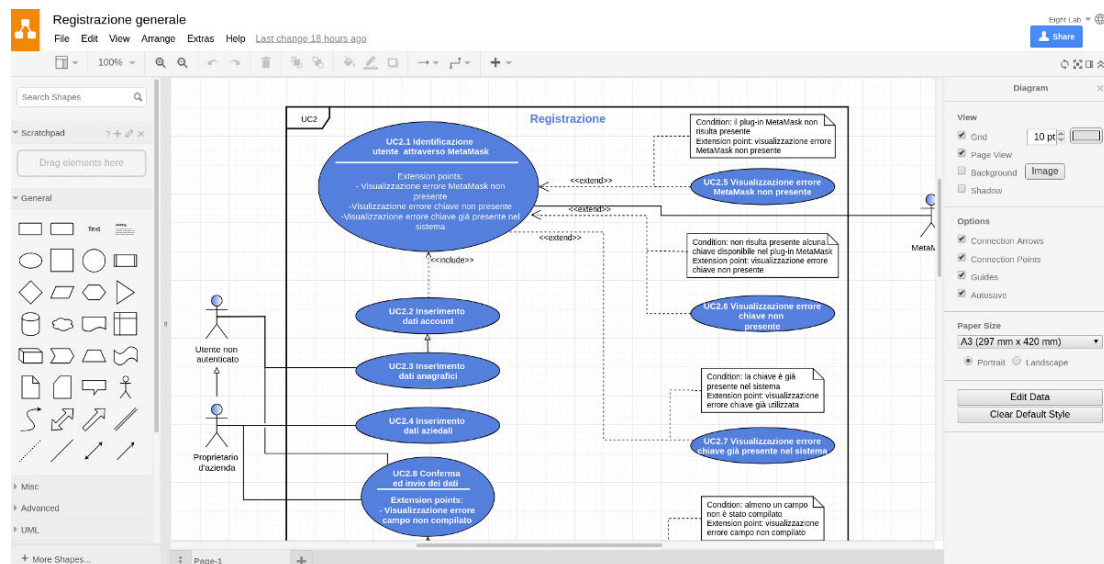 Registrazione generale
Eight Lab
File Edit View Arrange Extras Help Last change 18 hours ago
Share
100%
Search Shapes
Scratchpad
?
Drag elements here
General
Text
Misc
Advanced
UML
+ More Shapes...
UC2
Registrazione
UC2.1 Identificazione
utente attraverso MetaMask
Extension points:
- Visualizzazione errore MetaMask non
presente
-Visulizzazione errore chiave non presente
-Visualizzazione errore chiave già presente nel
sistema
<<extend>>
<<extend>>
<<extend>>
<<include>>
Condition: il plug-in MetaMask non
risulta presente
Extension point: visualizzazione errore
MetaMask non presente
UC2.5 Visualizzazione errore
MetaMask non presente
MetaM
Condition: non risulta presente alcuna
chiave disponibile nel plug-in MetaMask
Extension point: visualizzazione errore
chiave non presente
UC2.6 Visualizzazione errore
chiave non
presente
UC2.2 Inserimento
dati account
Utente non
autenticato
UC2.3 Inserimento
dati anagrafici
Condition: la chiave è già
presente nel sistema
Extension point: visualizzazione
errore chiave già utilizzata
UC2.4 Inserimento
dati aziedali
UC2.7 Visualizzazione errore
chiave già presente nel sistema
Proprietario
d'azienda
UC2.8 Conferma
ed invio dei dati
Extension points:
- Visualizzazione errore
campo non compilato
Condition: almeno un campo
non è stato compilato
Extension point: visualizzazione
errore campo non compilato
Page-1
Diagram
View
Grid 10 pt
Page View
Background Image
Shadow
Options
Connection Arrows
Connection Points
Guides
Autosave
Paper Size
A3 (297 mm x 420 mm)
Portrait Landscape
Edit Data
Clear Default Style